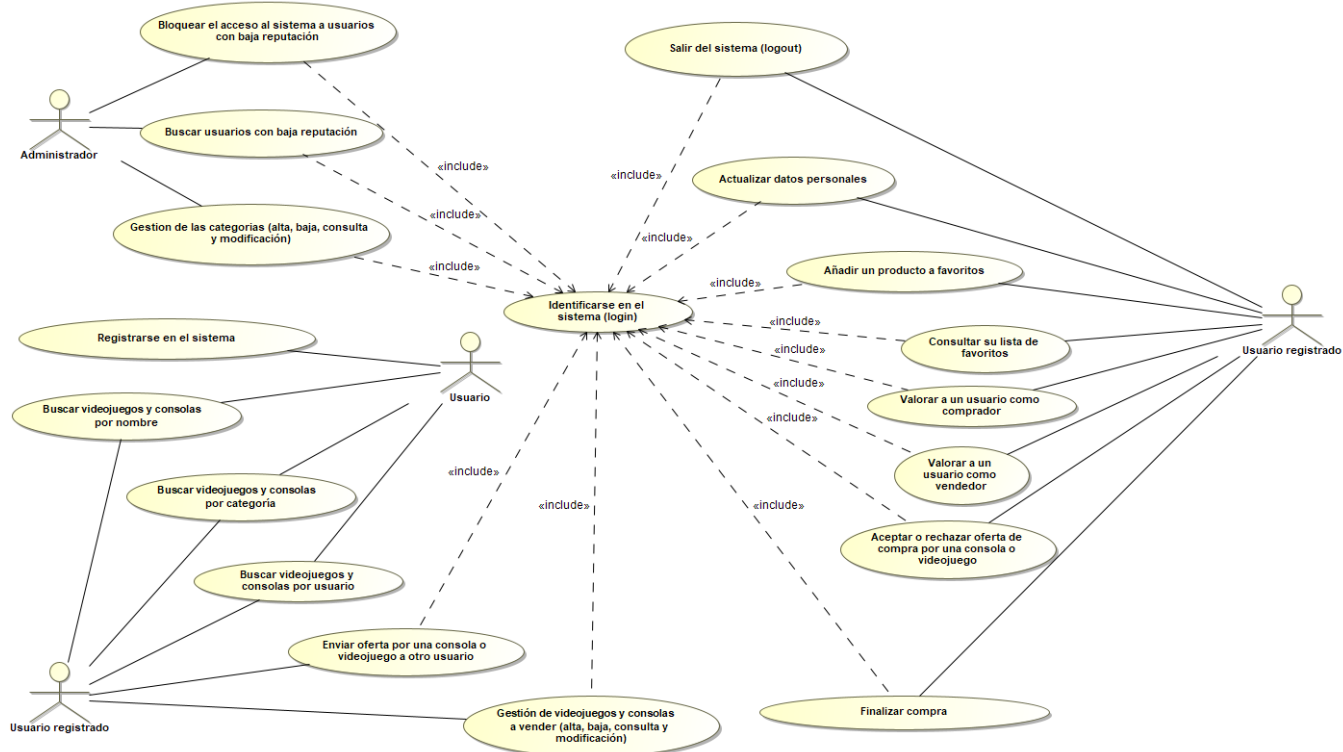 Bloquear el acceso al sistema a usuarios
con baja reputación
Salir del sistema (logout)
Administrador
Buscar usuarios con baja reputación
«include»
«include»
Actualizar datos personales
«include»
«include»
Gestion de las categorias (alta, baja, consulta
y modificación)
«include»
Añadir un producto a favoritos
«include»
Identificarse en el
sistema (login)
Usuario registrado
Registrarse en el sistema
«include»
Consultar su lista de
favoritos
«include»
«include»
Usuario
Buscar videojuegos y consolas
por nombre
Valorar a un usuario como
comprador
«include»
Valorar a un
usuario como
vendedor
«include»
Buscar videojuegos y consolas
por categoría
«include»
«include»
Aceptar o rechazar oferta de
compra por una consola o
videojuego
Buscar videojuegos y
consolas por usuario
Enviar oferta por una consola o
videojuego a otro usuario
Usuario registrado
Gestión de videojuegos y consolas
a vender (alta, baja, consulta y
modificación)
Finalizar compra